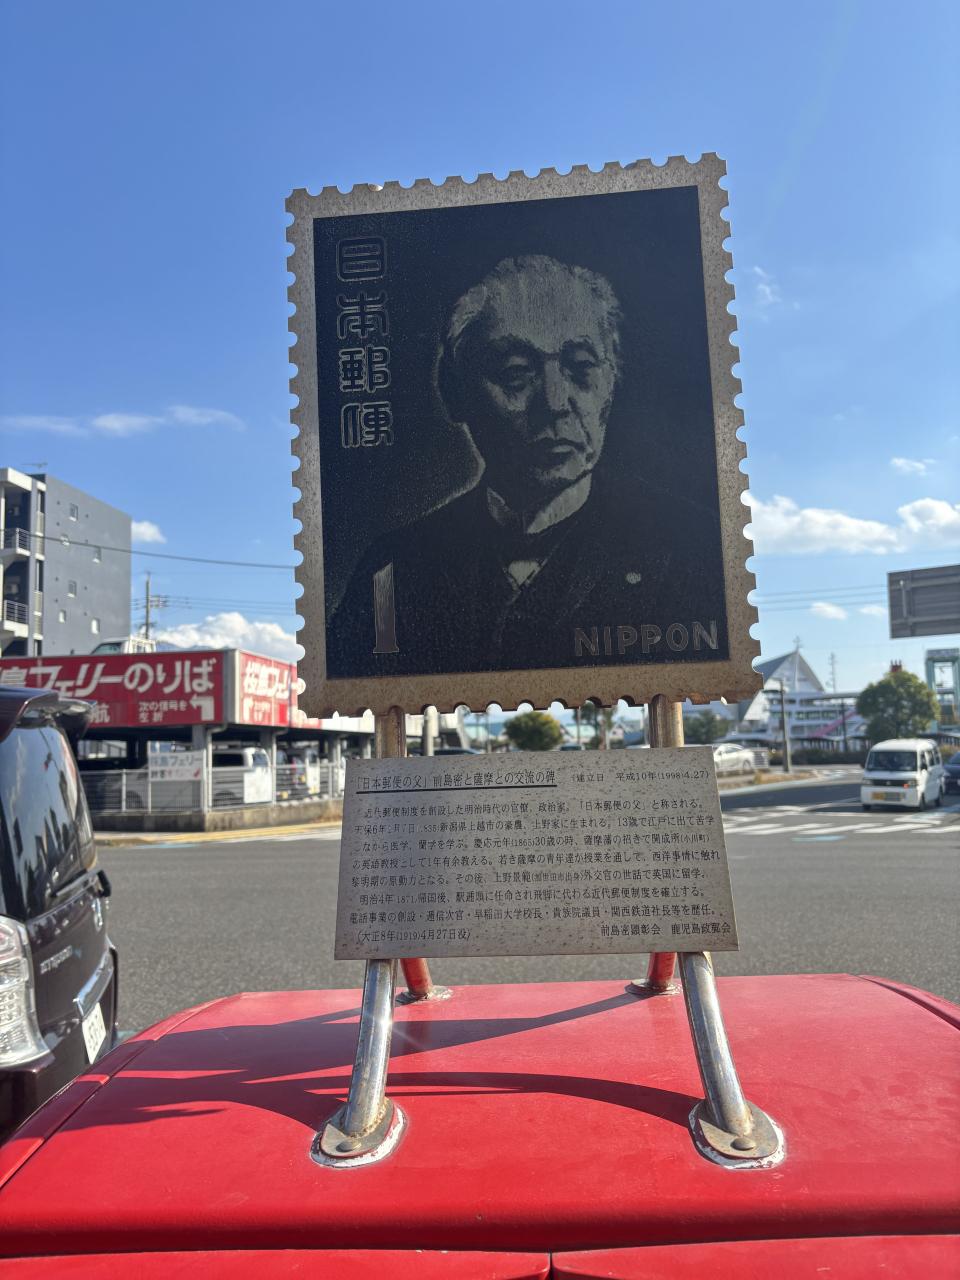 日本郵便
1
NIPPON
島フェリーのりば
航
次の信号を
左折
桜島フェリー
「日本郵便の父」前島密と薩摩との交流の碑 (建立日 平成10年(1998)4.27)
近代郵便制度を創設した明治時代の官僚、政治家。「日本郵便の父」と称される。
天保6年1月7日(1835)新潟県上越市の豪農、上野家に生まれる。13歳で江戸に出て苦学
しながら医学、蘭学を学ぶ。慶応元年(1865)30歳の時、薩摩藩の招きで開成所(小川町)
の英語教授として1年有余教える。若き薩摩の青年達が授業を通して、西洋事情に触れ
黎明期の原動力となる。その後、上野景範(加世田市出身)外交官の世話で英国に留学。
明治4年(1871)帰国後、駅逓頭に任命され飛脚に代わる近代郵便制度を確立する。
電話事業の創設・逓信次官・早稲田大学校長・貴族院議員・関西鉄道社長等を歴任。
(大正8年(1919)4月27日没) 前島密顕彰会 鹿児島政郵会